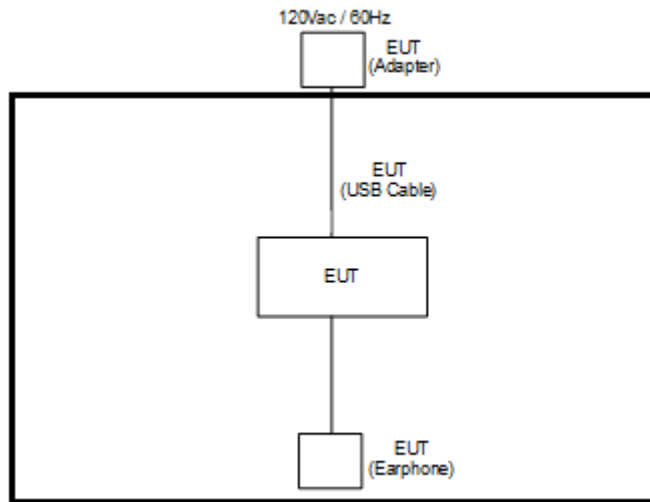 120Vac / 60Hz
EUT
(Adapter)
EUT
(USB Cable)
EUT
EUT
(Earphone)